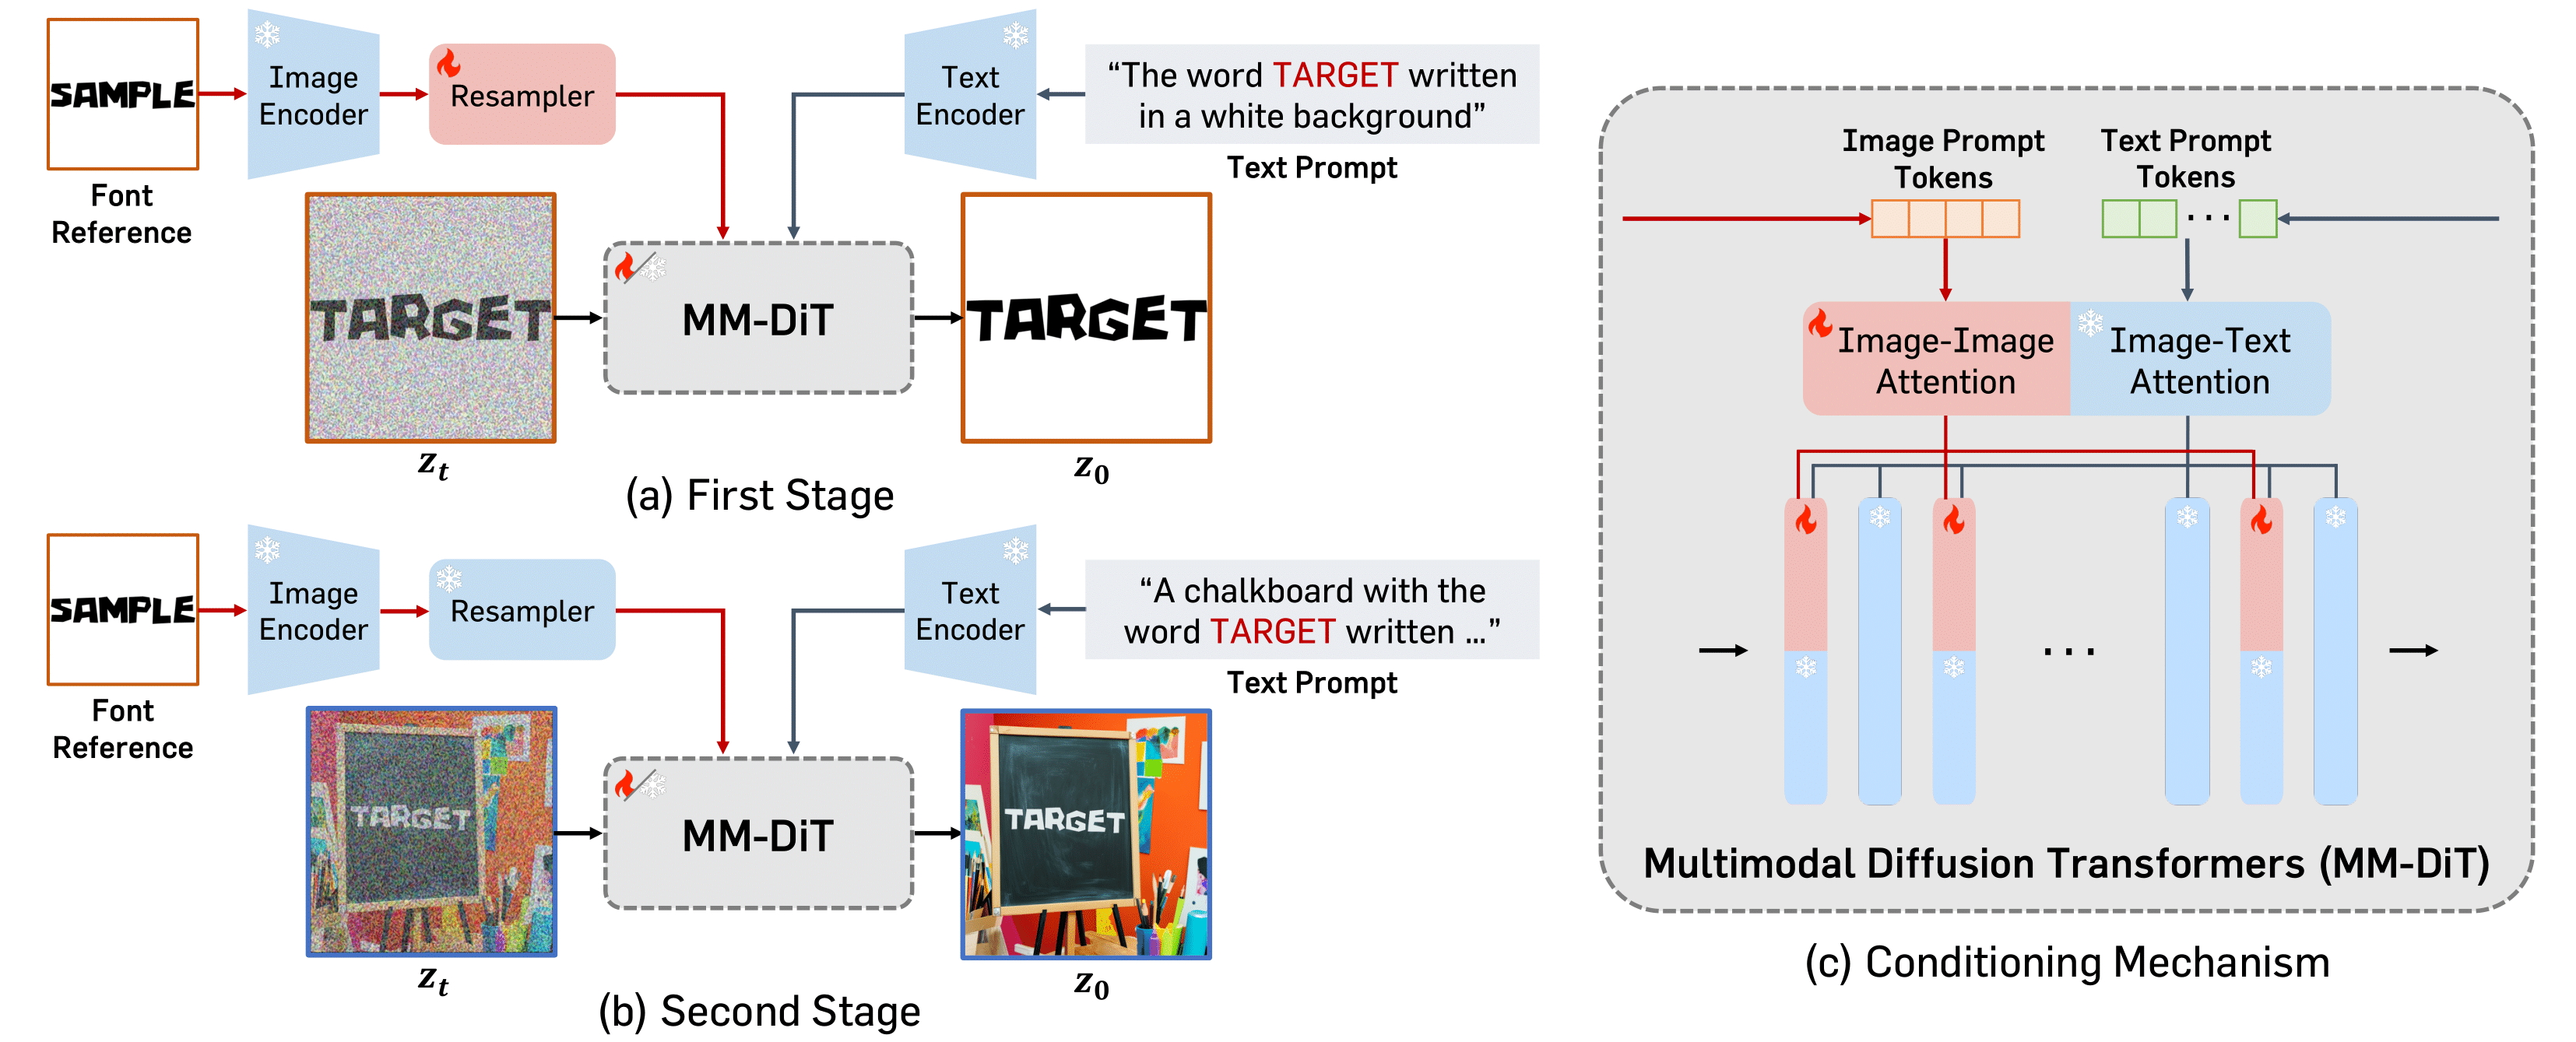 SAMPLE
Font
Reference
Image
Encoder
Resampler
Text
Encoder
“The word TARGET written
in a white background”
Text Prompt
TARGET
z_t
MM-DiT
TARGET
z_0
(a) First Stage
SAMPLE
Font
Reference
Image
Encoder
Resampler
Text
Encoder
“A chalkboard with the
word TARGET written ...”
Text Prompt
TARGET
z_t
MM-DiT
TARGET
z_0
(b) Second Stage
Image Prompt
Tokens
Text Prompt
Tokens
...
Image-Image
Attention
Image-Text
Attention
...
Multimodal Diffusion Transformers (MM-DiT)
(c) Conditioning Mechanism